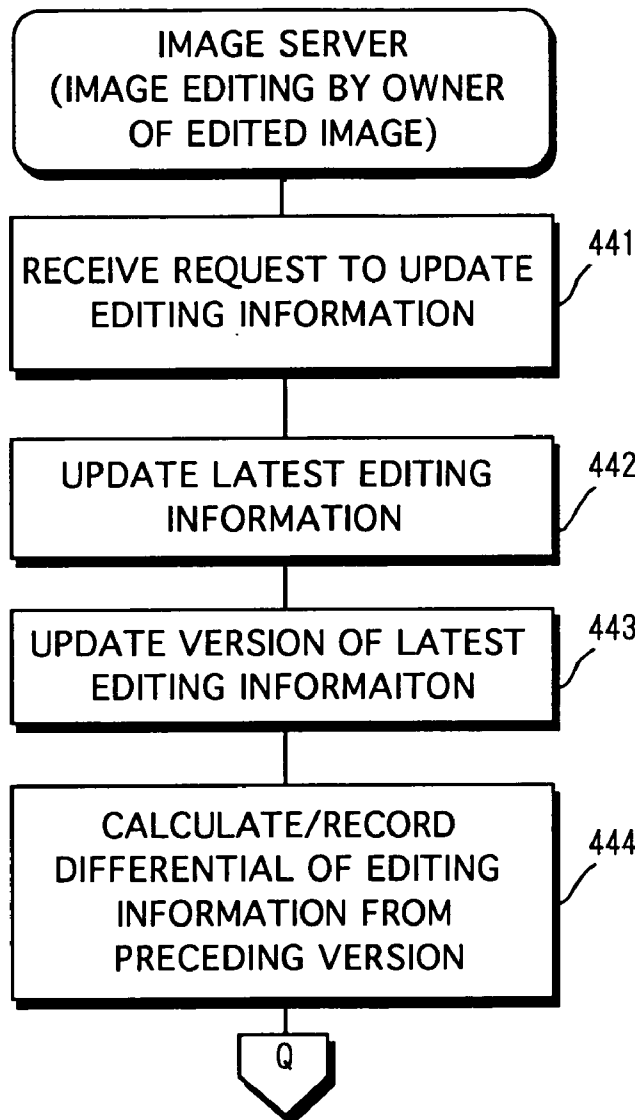 IMAGE SERVER
(IMAGE EDITING BY OWNER
OF EDITED IMAGE)
441
RECEIVE REQUEST TO UPDATE
EDITING INFORMATION
442
UPDATE LATEST EDITING
INFORMATION
443
UPDATE VERSION OF LATEST
EDITING INFORMAITON
444
CALCULATE/RECORD
DIFFERENTIAL OF EDITING
INFORMATION FROM
PRECEDING VERSION
Q